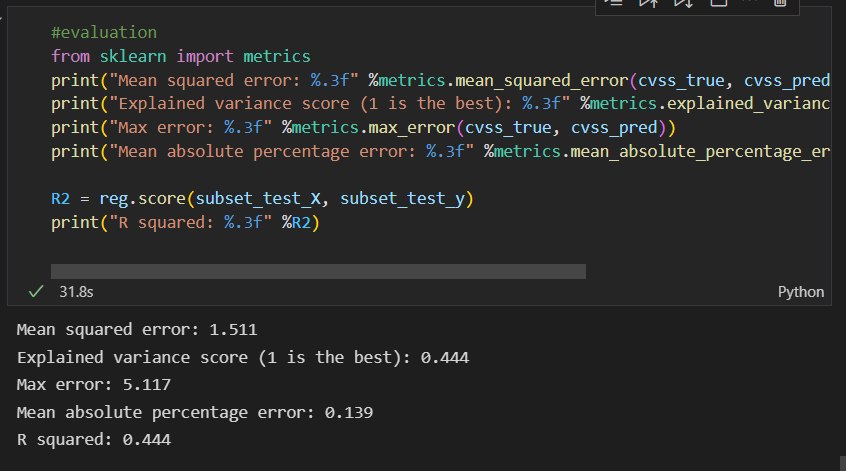 #evaluation
from sklearn import metrics
print("Mean squared error: %.3f" %metrics.mean_squared_error(cvss_true, cvss_pred
print("Explained variance score (1 is the best): %.3f" %metrics.explained_varianc
print("Max error: %.3f" %metrics.max_error(cvss_true, cvss_pred))
print("Mean absolute percentage error: %.3f" %metrics.mean_absolute_percentage_er
R2 = reg.score(subset_test_X, subset_test_y)
print("R squared: %.3f" %R2)
31.8s
Python
Mean squared error: 1.511
Explained variance score (1 is the best): 0.444
Max error: 5.117
Mean absolute percentage error: 0.139
R squared: 0.444